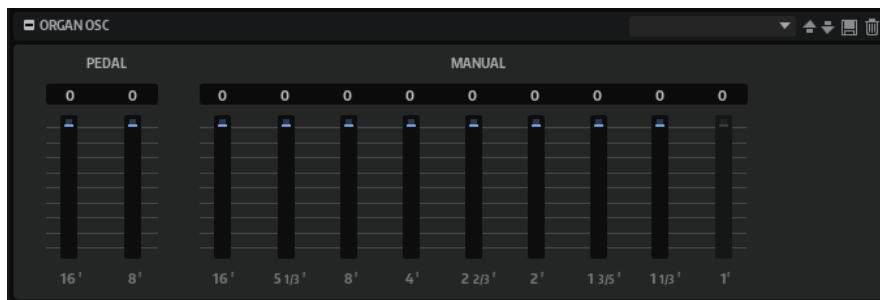 ORGAN OSC
PEDAL MANUAL
0 0 0 0 0 0 0 0 0 0 0
16' 8' 16' 5 1/3' 8' 4' 2 2/3' 2' 1 3/5' 1 1/3' 1'